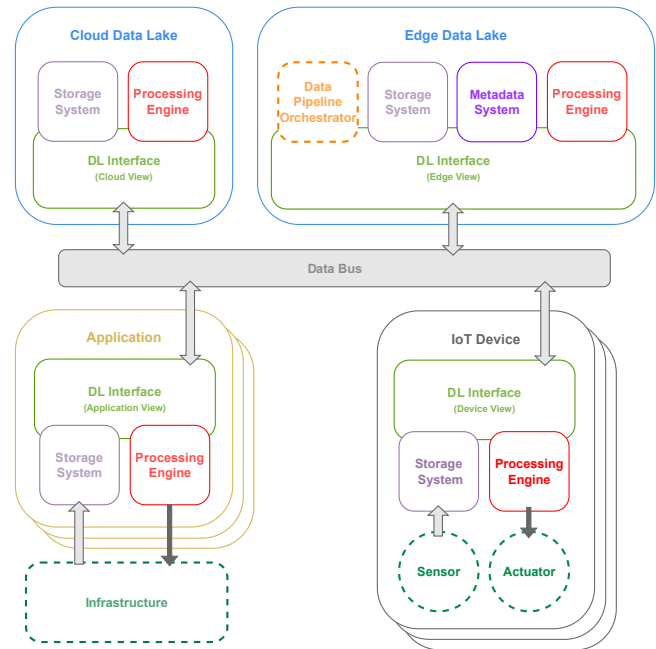 Cloud Data Lake
Storage
System
Processing
Engine
DL Interface
(Cloud View)
Edge Data Lake
Data
Pipeline
Orchestrator
Storage
System
Metadata
System
Processing
Engine
DL Interface
(Edge View)
Data Bus
Application
DL Interface
(Application View)
Storage
System
Processing
Engine
Infrastructure
IoT Device
DL Interface
(Device View)
Storage
System
Processing
Engine
Sensor
Actuator